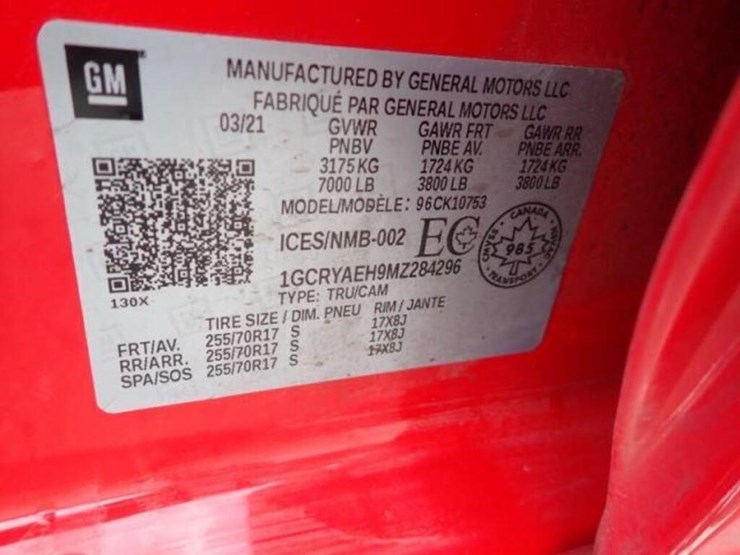 GM
MANUFACTURED BY GENERAL MOTORS LLC
FABRIQUÉ PAR GENERAL MOTORS LLC
03/21 GVWR GAWR FRT GAWR RR
PNBV PNBE AV. PNBE ARR.
3175 KG 1724 KG 1724 KG
7000 LB 3800 LB 3800 LB
MODEL/MODÈLE: 96CK10753
ICES/NMB-002 EC
CANADA
985
TRANSPORT
1GCRYAEH9MZ284296
130X
TYPE: TRU/CAM
TIRE SIZE / DIM. PNEU RIM / JANTE
FRT/AV. 255/70R17 S 17X8J
RR/ARR. 255/70R17 S 17X8J
SPA/SOS 255/70R17 S 17X8J